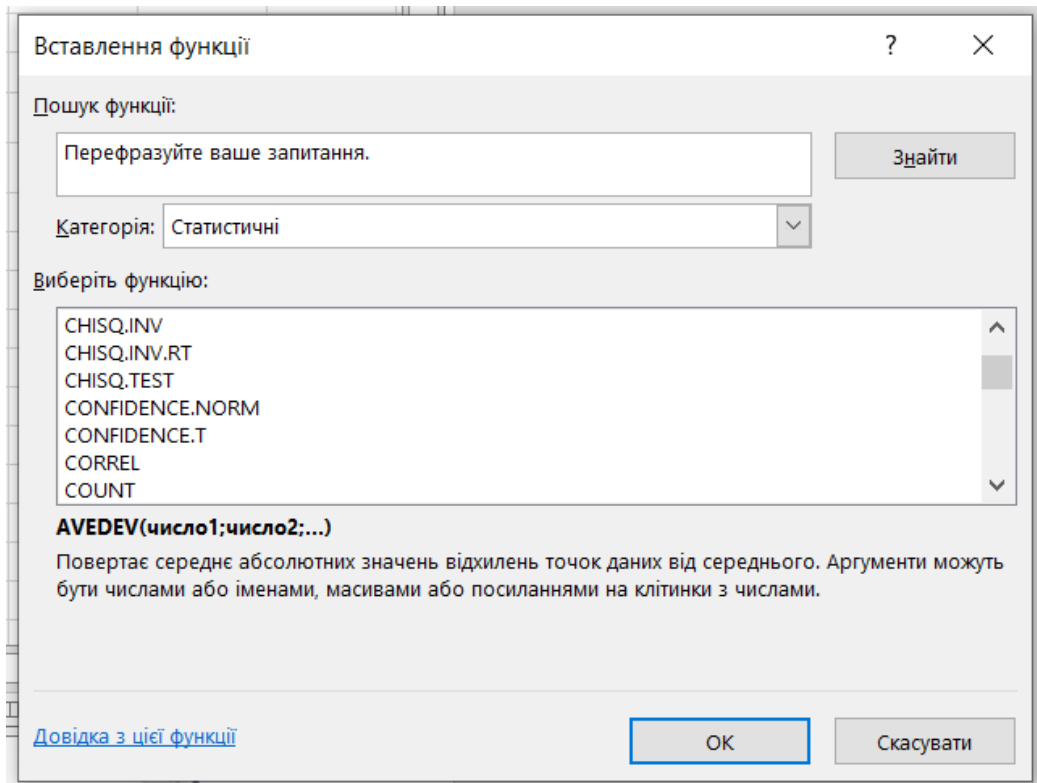 Вставлення функції
?
Пошук функції:
Перефразуйте ваше запитання.
Знайти
Категорія: Статистичні
Виберіть функцію:
CHISQ.INV
CHISQ.INV.RT
CHISQ.TEST
CONFIDENCE.NORM
CONFIDENCE.T
CORREL
COUNT
AVEDEV(число1;число2;...)
Повертає середнє абсолютних значень відхилень точок даних від середнього. Аргументи можуть
бути числами або іменами, масивами або посиланнями на клітинки з числами.
Довідка з цієї функції
ОК
Скасувати